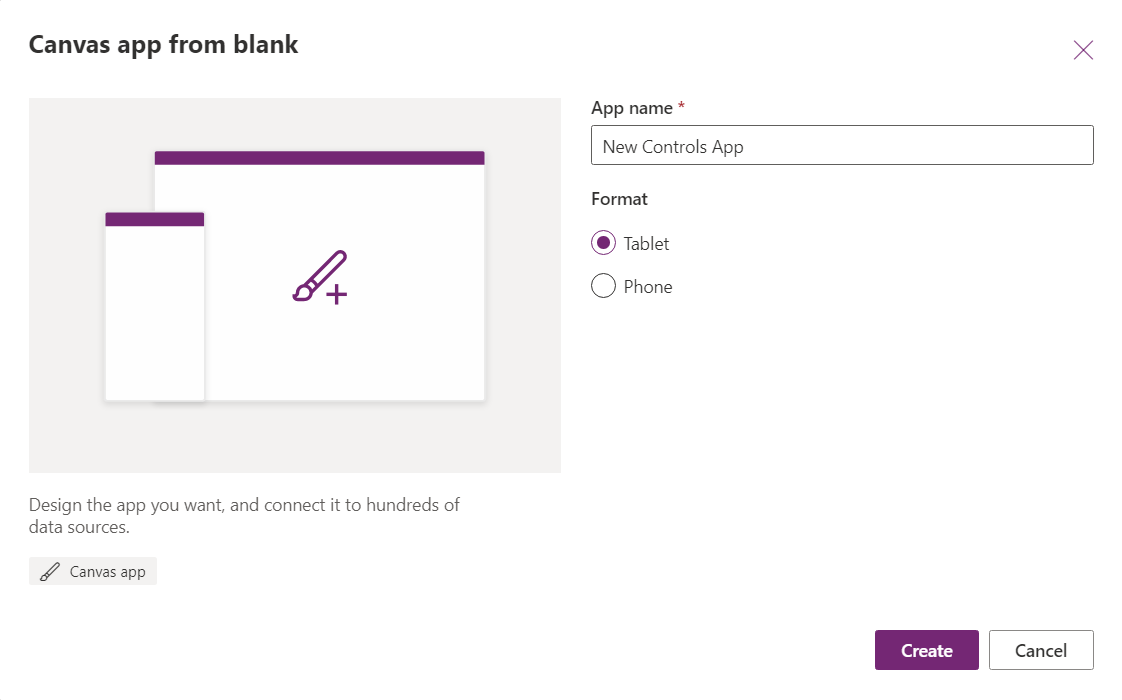 Canvas app from blank
App name *
New Controls App
Format
Tablet
Phone
Design the app you want, and connect it to hundreds of
data sources.
Canvas app
Create
Cancel